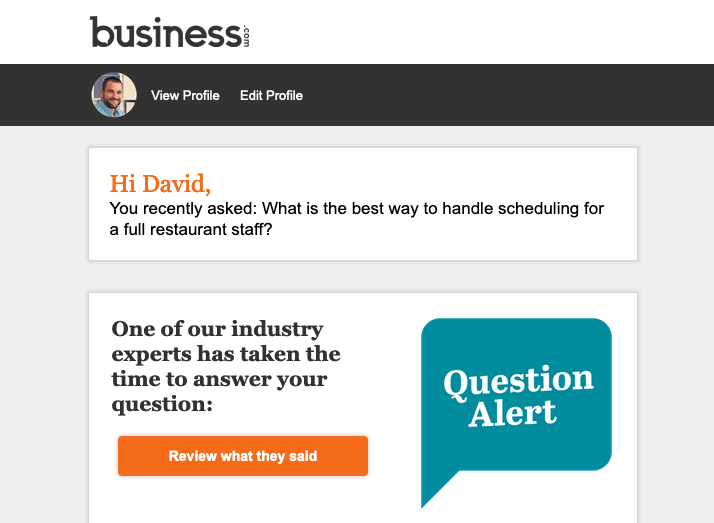 business.com
View Profile Edit Profile
Hi David,
You recently asked: What is the best way to handle scheduling for
a full restaurant staff?
One of our industry
experts has taken the
time to answer your
question:
Review what they said
Question
Alert